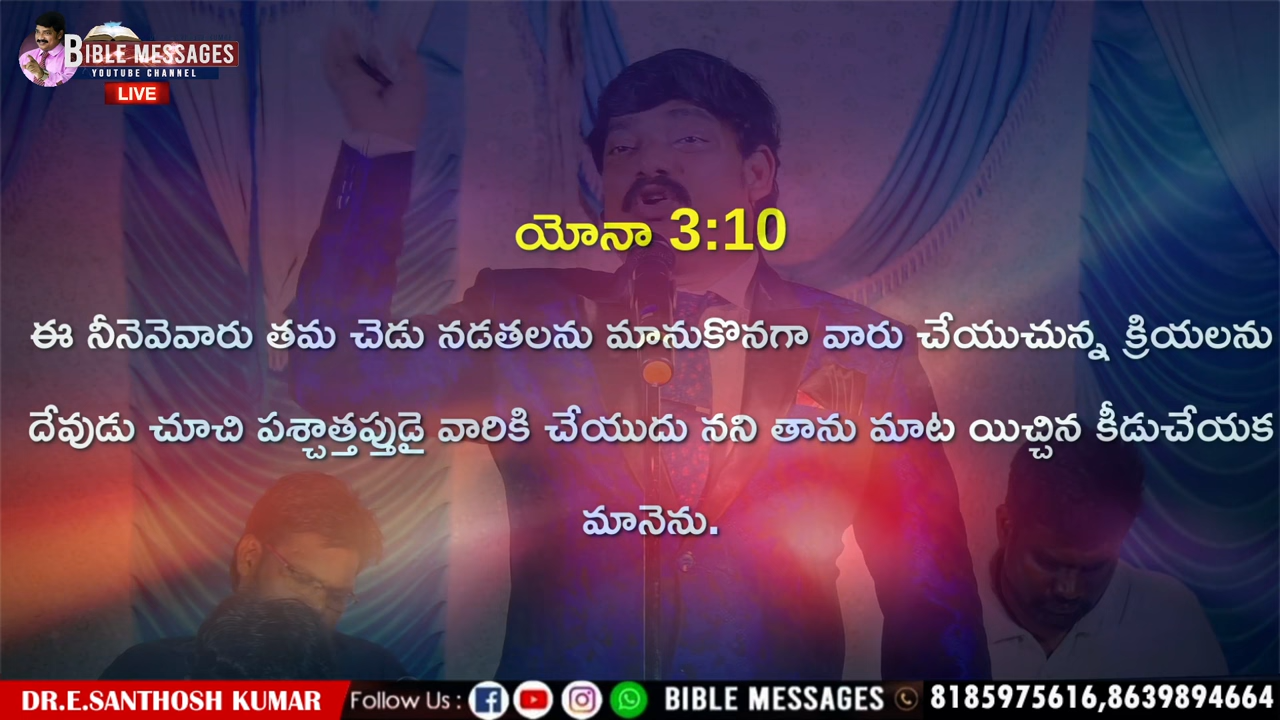 BIBLE MESSAGES
YOUTUBE CHANNEL
LIVE
యోనా 3:10
ఈ నీనెవెవారు తమ చెడు నడతలను మానుకొనగా వారు చేయుచున్న క్రియలను
దేవుడు చూచి పశ్చాత్తప్తుడై వారికి చేయుదు నని తాను మాట యిచ్చిన కీడుచేయక
మానెను.
DR.E.SANTHOSH KUMAR Follow Us : BIBLE MESSAGES 8185975616,8639894664